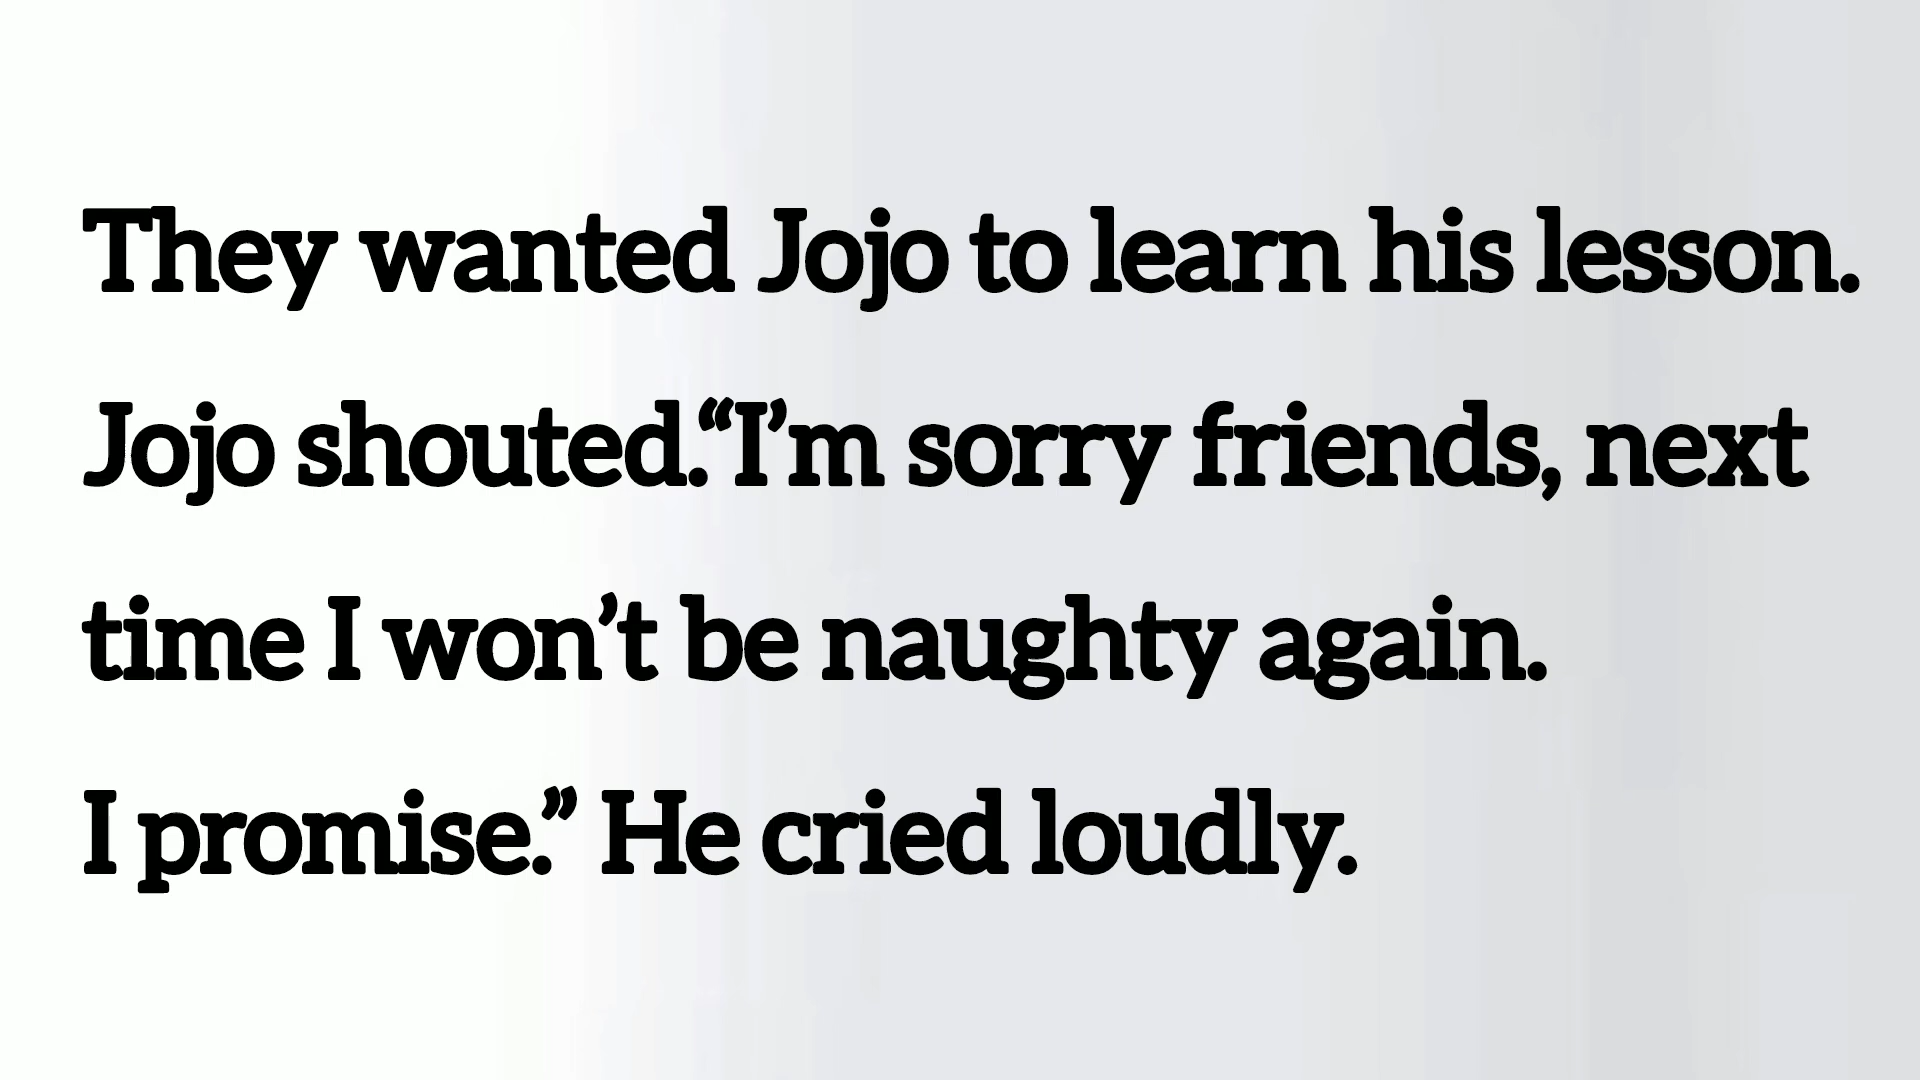 They wanted Jojo to learn his lesson.
Jojo shouted.“I’m sorry friends, next
time I won’t be naughty again.
I promise.” He cried loudly.